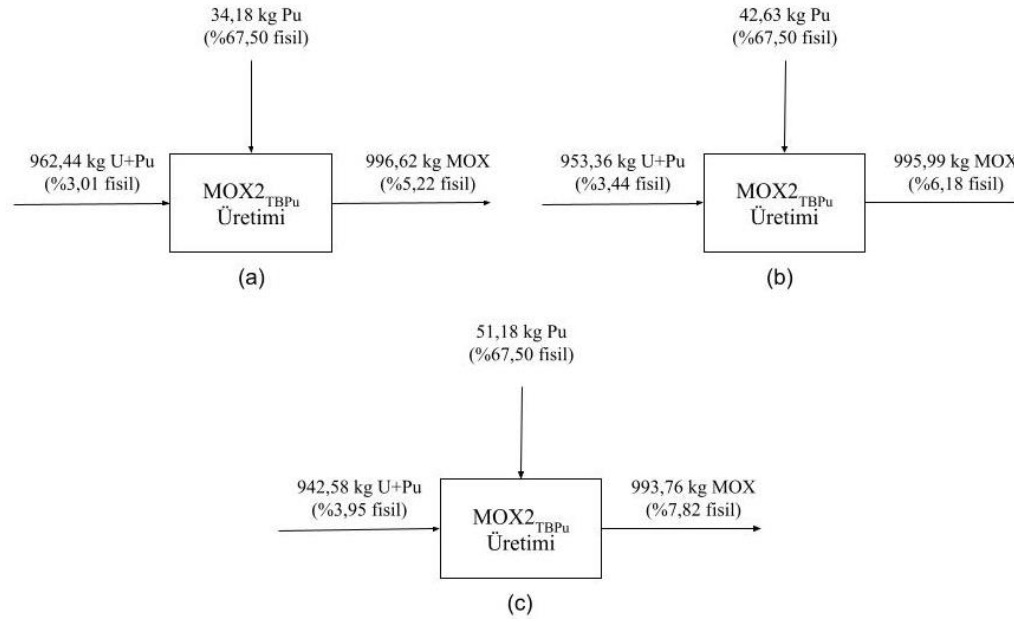 34,18 kg Pu
(%67,50 fisil)
962,44 kg U+Pu
(%3,01 fisil)
MOX2TBPu
Üretimi
996,62 kg MOX
(%5,22 fisil)
(a)
42,63 kg Pu
(%67,50 fisil)
953,36 kg U+Pu
(%3,44 fisil)
MOX2TBPu
Üretimi
995,99 kg MOX
(%6,18 fisil)
(b)
51,18 kg Pu
(%67,50 fisil)
942,58 kg U+Pu
(%3,95 fisil)
MOX2TBPu
Üretimi
993,76 kg MOX
(%7,82 fisil)
(c)